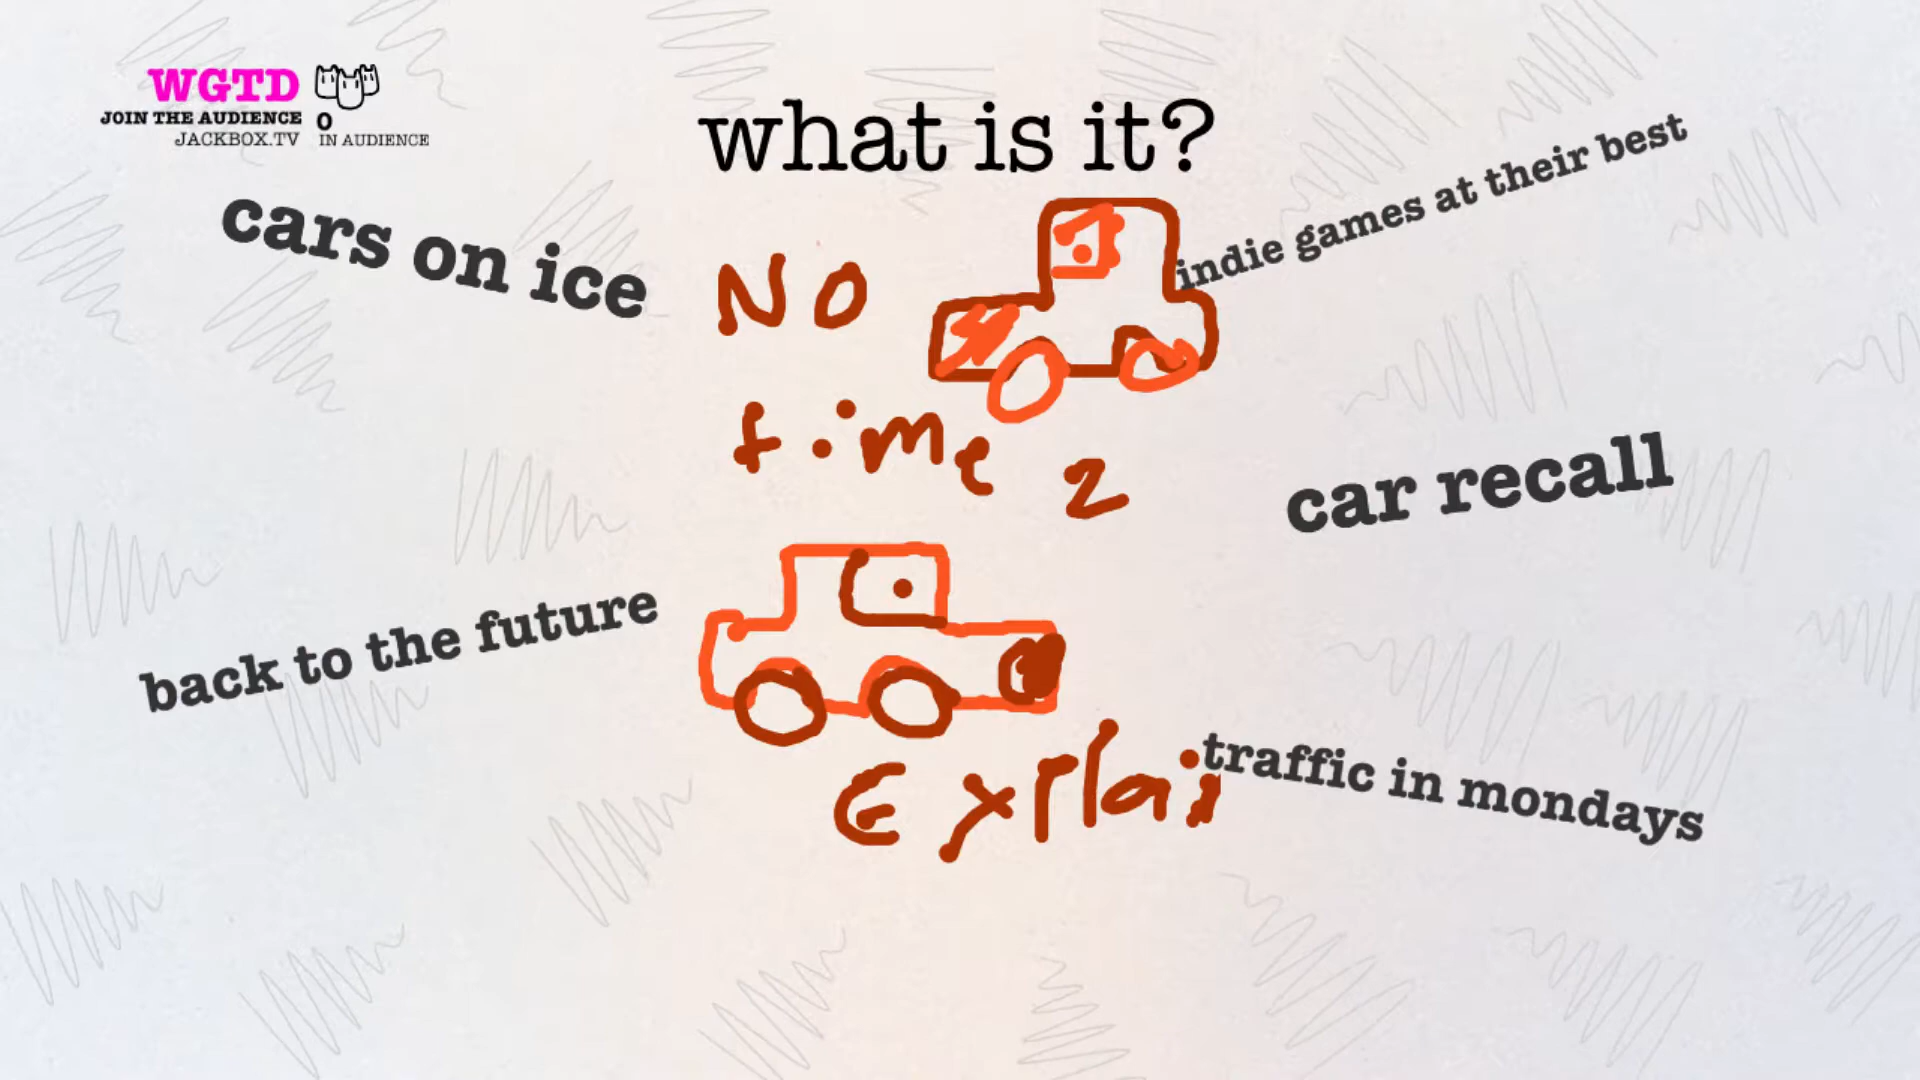 WGTD
JOIN THE AUDIENCE
JACKBOX.TV
0
IN AUDIENCE
what is it?
cars on ice
indie games at their best
NO
time 2
car recall
back to the future
Explai
traffic in mondays